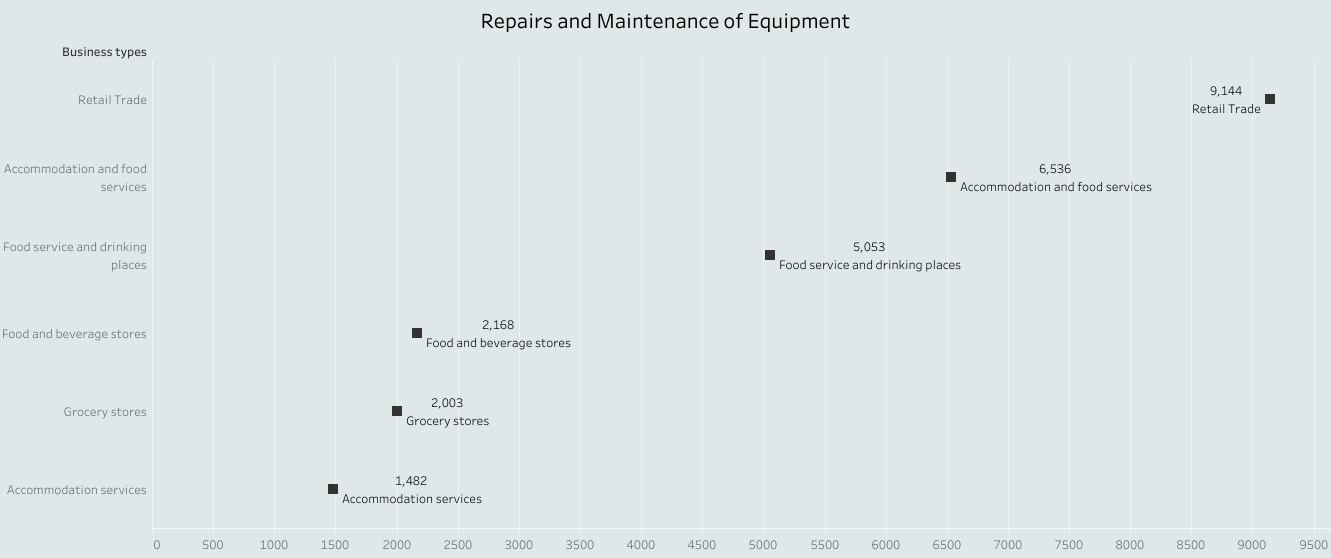 Repairs and Maintenance of Equipment
Business types
Retail Trade
9,144
Retail Trade
Accommodation and food
services
6,536
Accommodation and food services
Food service and drinking
places
5,053
Food service and drinking places
Food and beverage stores
2,168
Food and beverage stores
Grocery stores
2,003
Grocery stores
Accommodation services
1,482
Accommodation services
0 500 1000 1500 2000 2500 3000 3500 4000 4500 5000 5500 6000 6500 7000 7500 8000 8500 9000 9500